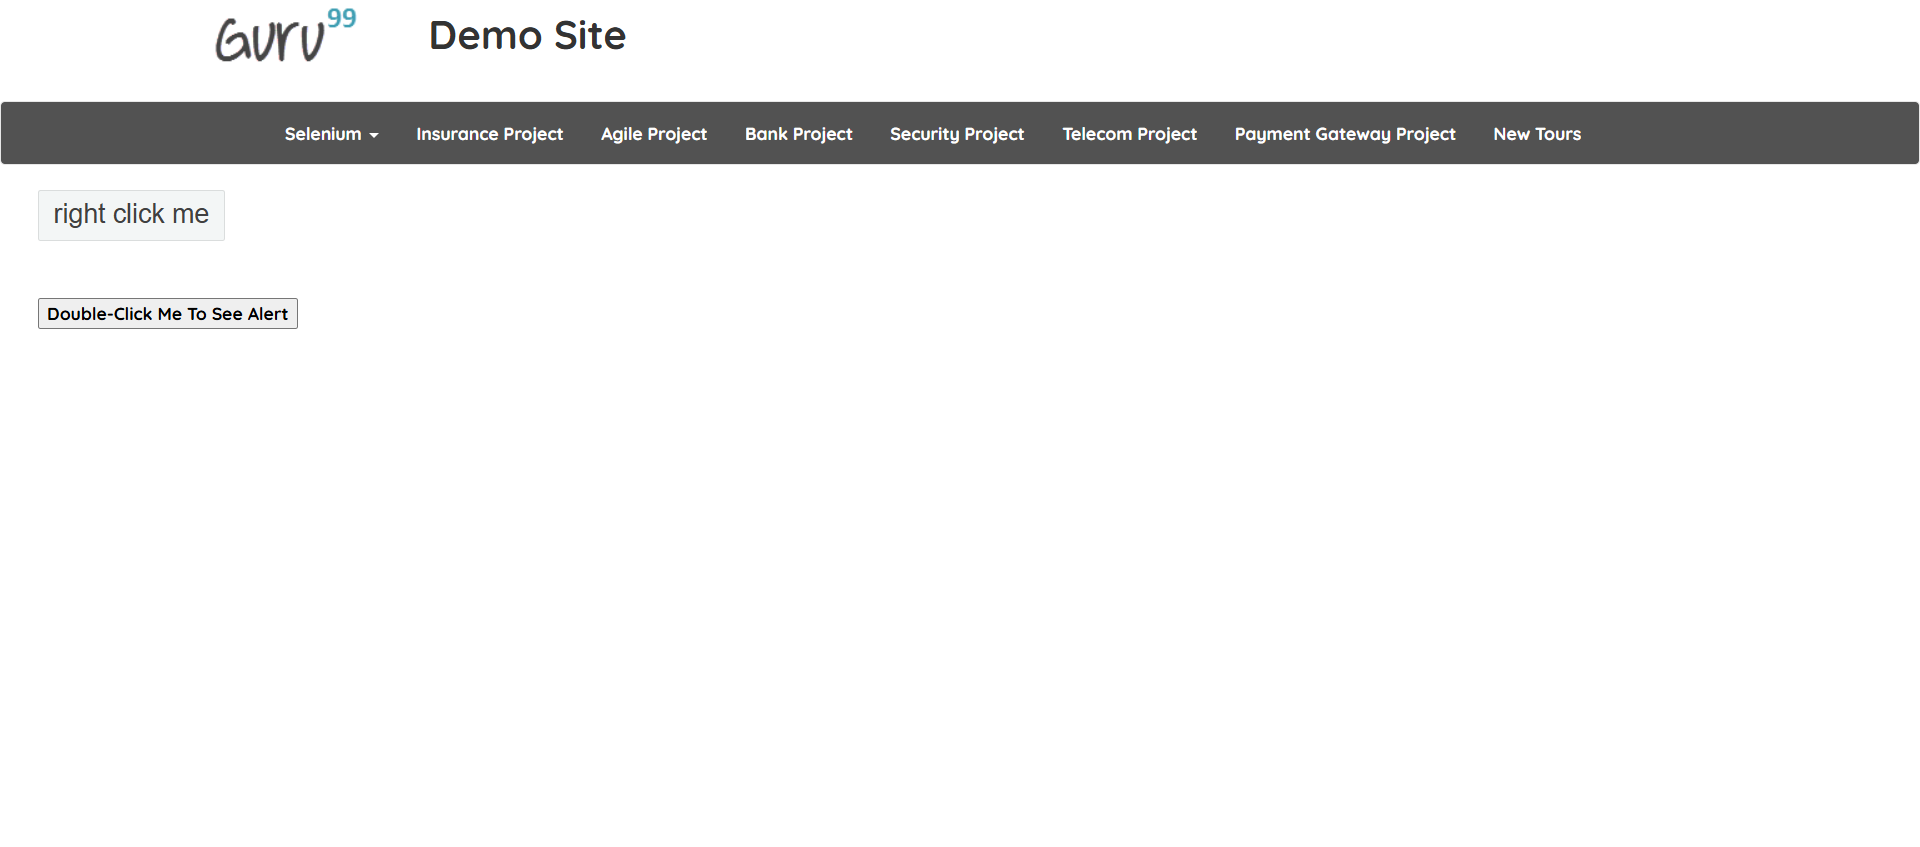 Guru99
Demo Site
Selenium Insurance Project Agile Project Bank Project Security Project Telecom Project Payment Gateway Project New Tours
right click me
Double-Click Me To See Alert